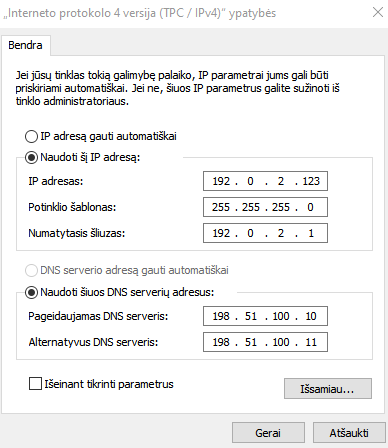 „Interneto protokolo 4 versija (TPC / IPv4)“ ypatybės
Bendra
Jei jūsų tinklas tokią galimybę palaiko, IP parametrai jums gali būti
priskiriami automatiškai. Jei ne, šiuos IP parametrus galite sužinoti iš
tinklo administratoriaus.
IP adresą gauti automatiškai
Naudoti šį IP adresą:
IP adresas: 192 . 0 . 2 . 123
Potinklio šablonas: 255 . 255 . 255 . 0
Numatytasis šliuzas: 192 . 0 . 2 . 1
DNS serverio adresą gauti automatiškai
Naudoti šiuos DNS serverių adresus:
Pageidaujamas DNS serveris: 198 . 51 . 100 . 10
Alternatyvus DNS serveris: 198 . 51 . 100 . 11
Išeinant tikrinti parametrus
Išsamiau...
Gerai Atšaukti